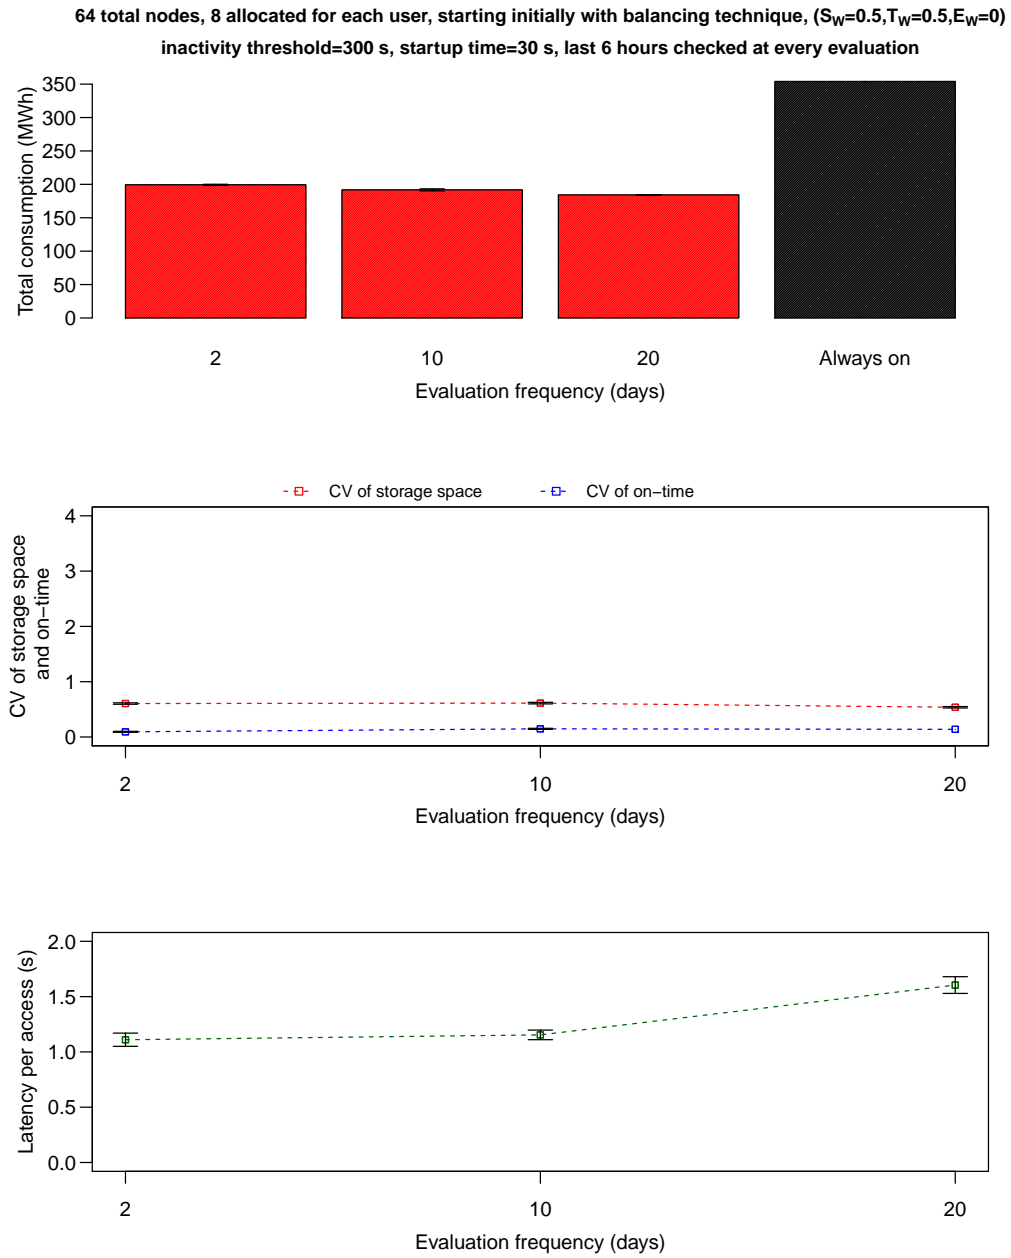 64 total nodes, 8 allocated for each user, starting initially with balancing technique, (SW=0.5,TW=0.5,EW=0)
inactivity threshold=300 s, startup time=30 s, last 6 hours checked at every evaluation
Total consumption (MWh)
350
300
250
200
150
100
50
0
2 10 20 Always on
Evaluation frequency (days)
CV of storage space CV of on−time
CV of storage space
and on−time
4
3
2
1
0
2 10 20
Evaluation frequency (days)
Latency per access (s)
2.0
1.5
1.0
0.5
0.0
2 10 20
Evaluation frequency (days)